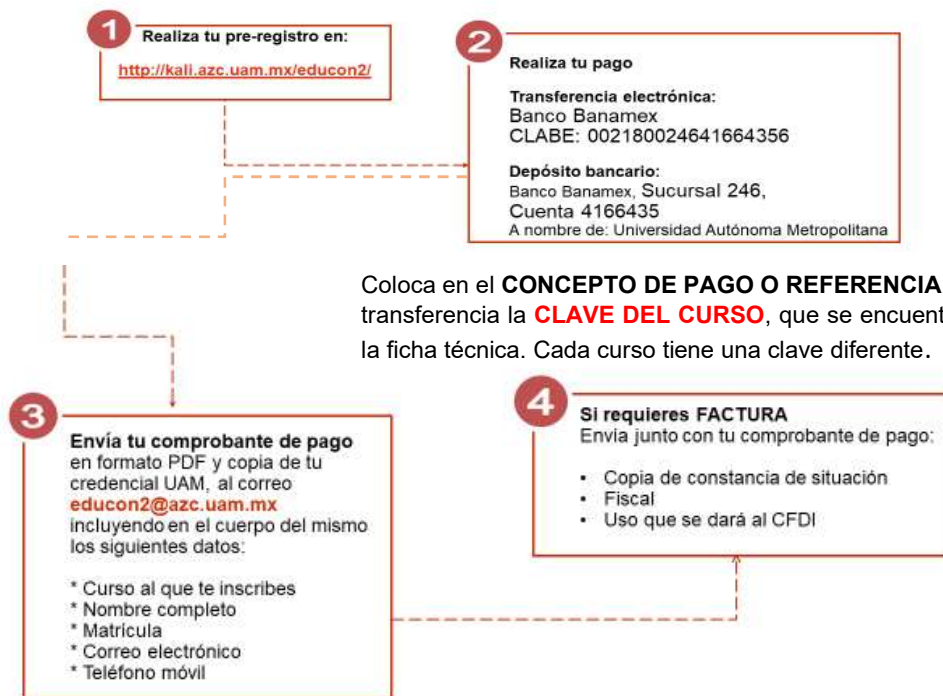 1
Realiza tu pre-registro en:
http://kali.azc.uam.mx/educon2/
2
Realiza tu pago
Transferencia electrónica:
Banco Banamex
CLABE: 002180024641664356
Depósito bancario:
Banco Banamex, Sucursal 246,
Cuenta 4166435
A nombre de: Universidad Autónoma Metropolitana
Coloca en el CONCEPTO DE PAGO O REFERENCIA
transferencia la CLAVE DEL CURSO, que se encuent
la ficha técnica. Cada curso tiene una clave diferente.
3
Envía tu comprobante de pago
en formato PDF y copia de tu
credencial UAM, al correo
educon2@azc.uam.mx
incluyendo en el cuerpo del mismo
los siguientes datos:
* Curso al que te inscribes
* Nombre completo
* Matrícula
* Correo electrónico
* Teléfono móvil
4
Si requieres FACTURA
Envía junto con tu comprobante de pago:
• Copia de constancia de situación
• Fiscal
• Uso que se dará al CFDI